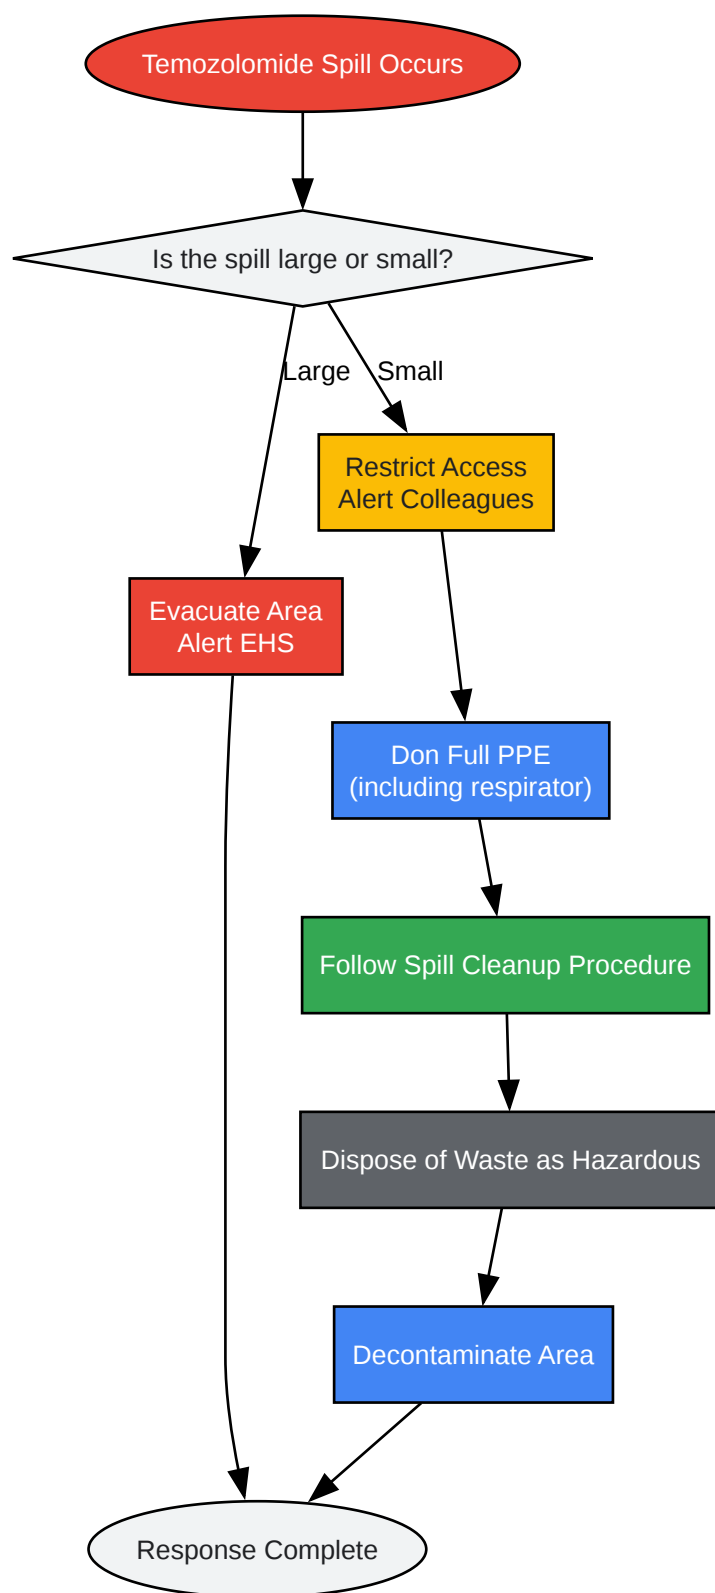 Temozolomide Spill Occurs
Is the spill large or small?
Large
Small
Restrict Access
Alert Colleagues
Evacuate Area
Alert EHS
Don Full PPE
(including respirator)
Follow Spill Cleanup Procedure
Dispose of Waste as Hazardous
Decontaminate Area
Response Complete